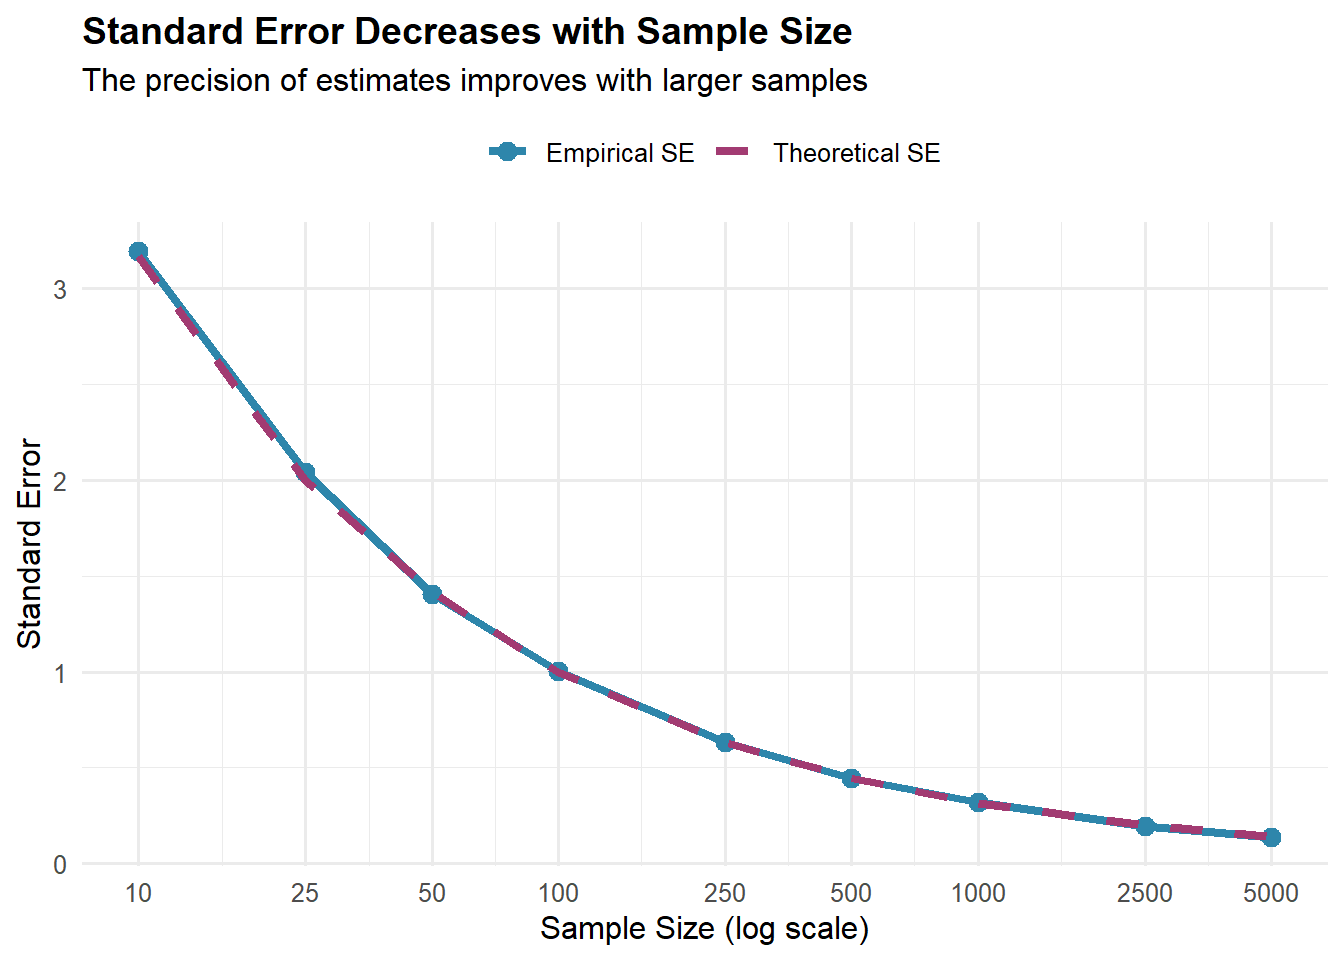 Standard Error Decreases with Sample Size
The precision of estimates improves with larger samples
Empirical SE Theoretical SE
Standard Error
3
2
1
0
10 25 50 100 250 500 1000 2500 5000
Sample Size (log scale)